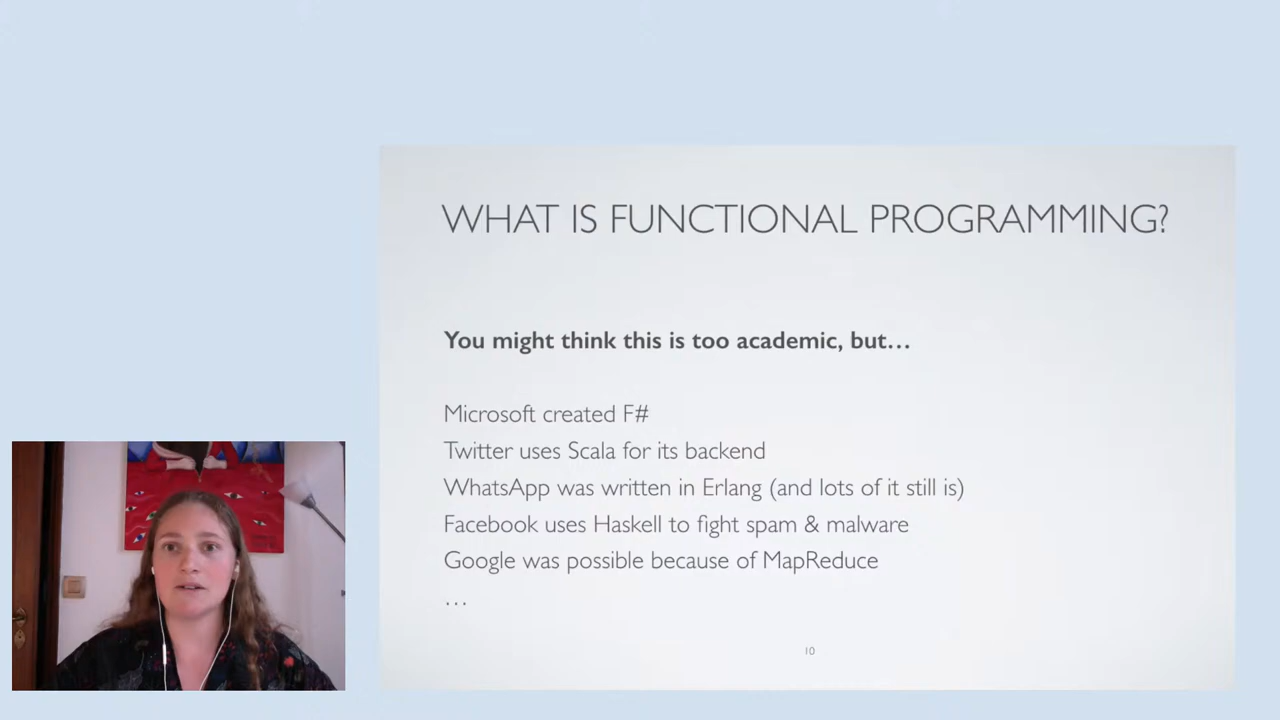 WHAT IS FUNCTIONAL PROGRAMMING?
You might think this is too academic, but…
Microsoft created F#
Twitter uses Scala for its backend
WhatsApp was written in Erlang (and lots of it still is)
Facebook uses Haskell to fight spam & malware
Google was possible because of MapReduce
…
10